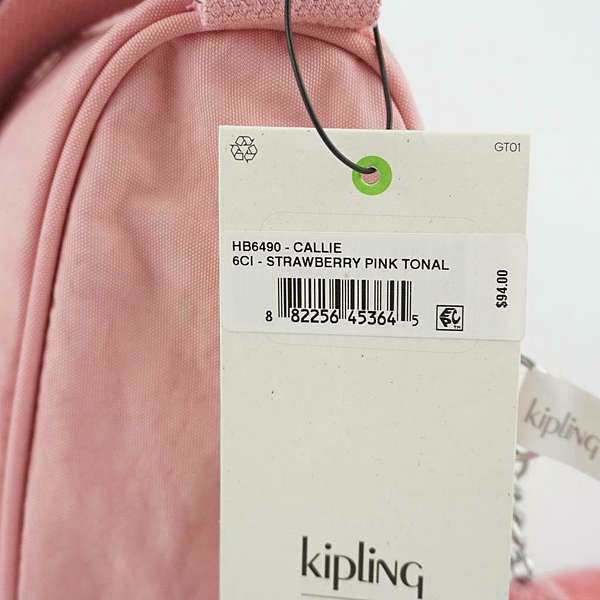 GT01
HB6490 - CALLIE
6CI - STRAWBERRY PINK TONAL
$94.00
8 82256 45364 5
kipling
kipling